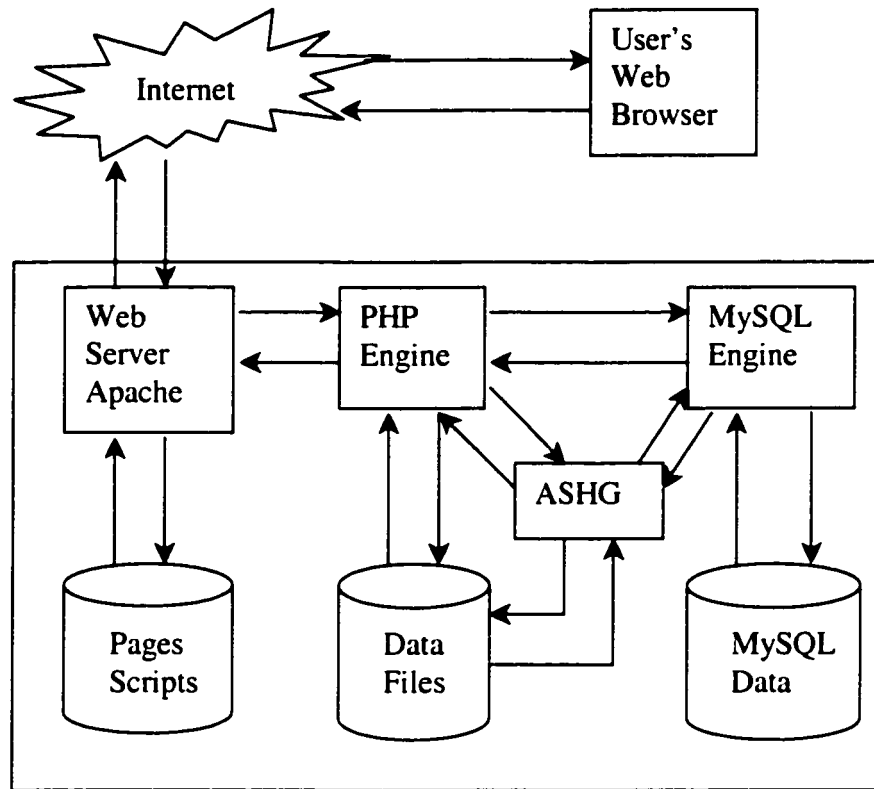 Internet
User's
Web
Browser
Web
Server
Apache
PHP
Engine
MySQL
Engine
ASHG
Pages
Scripts
Data
Files
MySQL
Data